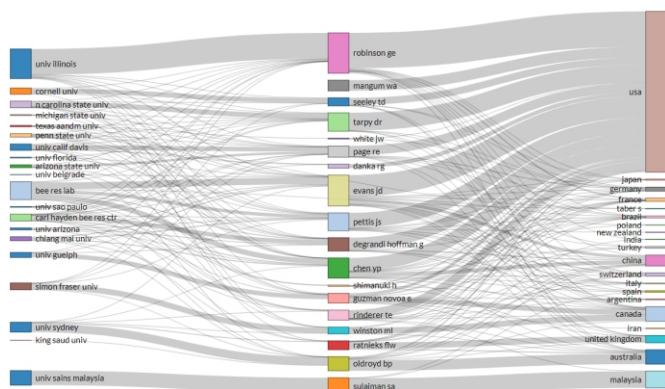 univ illinois
cornell univ
n carolina state univ
michigan state univ
texas aandm univ
penn state univ
univ calif davis
univ florida
arizona state univ
univ belgrade
bee res lab
univ sao paulo
carl hayden bee res ctr
univ arizona
chiang mai univ
univ guelph
simon fraser univ
univ sydney
king saud univ
univ sains malaysia
robinson ge
mangum wa
seeley td
tarpy dr
white jw
page re
danka rg
evans jd
pettis js
degrandi hoffman g
chen yp
shimanuki h
guzman novoa e
rinderer te
winston ml
ratnieks flw
oldroyd bp
sulaiman sa
usa
japan
germany
france
taber s
brazil
poland
new zealand
india
turkey
china
switzerland
italy
spain
argentina
canada
iran
united kingdom
australia
malaysia